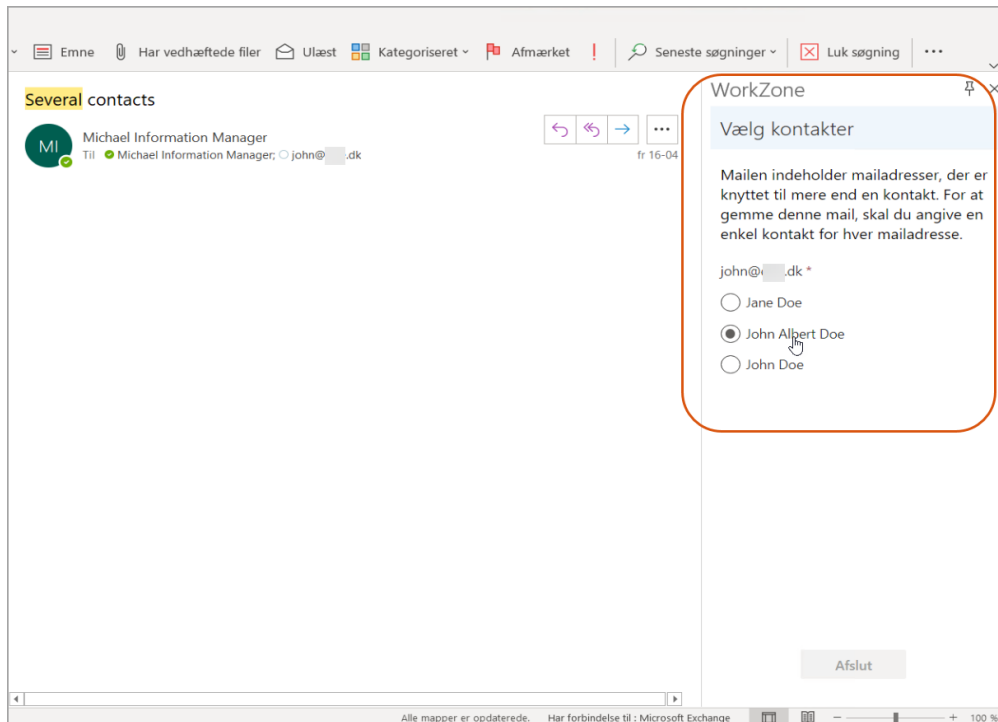 Emne Har vedhæftede filer Ulæst Kategoriseret Afmærket ! Seneste søgninger Luk søgning ...
Several contacts
MI
Michael Information Manager
Til Michael Information Manager; john@ .dk
fr 16-04
WorkZone
Vælg kontakter
Mailen indeholder mailadresser, der er
knyttet til mere end en kontakt. For at
gemme denne mail, skal du angive en
enkel kontakt for hver mailadresse.
john@ .dk *
Jane Doe
John Albert Doe
John Doe
Afslut
Alle mapper er opdaterede. Har forbindelse til : Microsoft Exchange - + 100 %